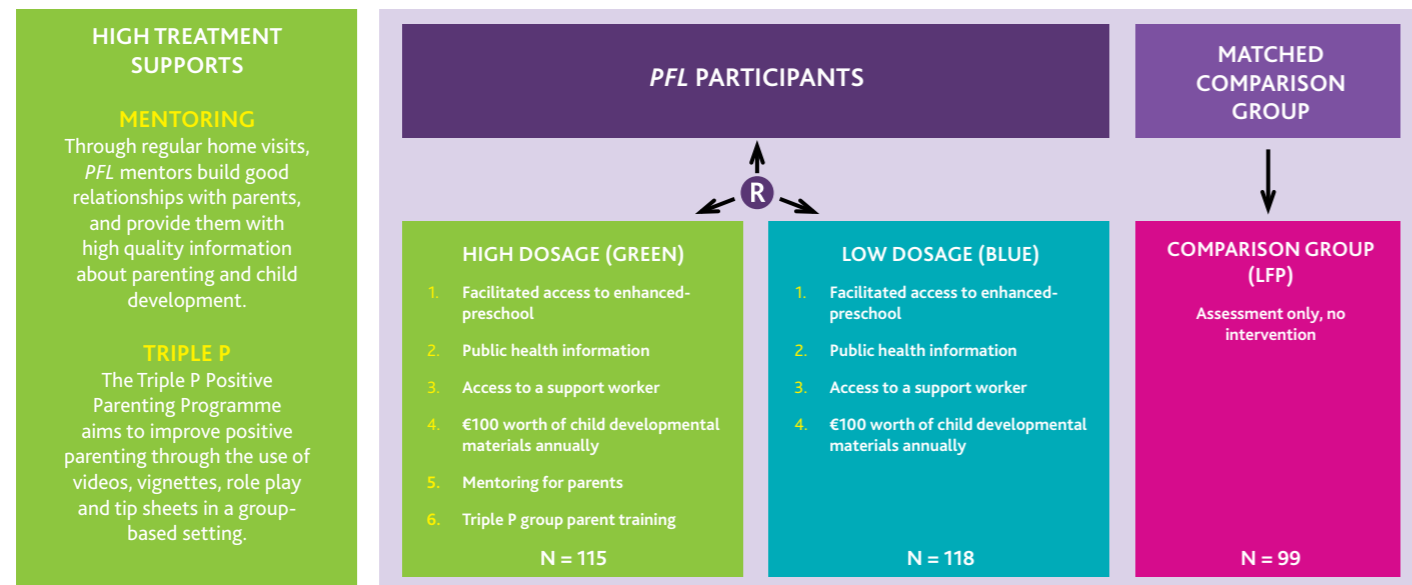 HIGH TREATMENT
SUPPORTS
MENTORING
Through regular home visits,
PFL mentors build good
relationships with parents,
and provide them with
high quality information
about parenting and child
development.
TRIPLE P
The Triple P Positive
Parenting Programme
aims to improve positive
parenting through the use of
videos, vignettes, role play
and tip sheets in a group-
based setting.
PFL PARTICIPANTS
MATCHED
COMPARISON
GROUP
R
HIGH DOSAGE (GREEN)
1. Facilitated access to enhanced-
preschool
2. Public health information
3. Access to a support worker
4. €100 worth of child developmental
materials annually
5. Mentoring for parents
6. Triple P group parent training
N = 115
LOW DOSAGE (BLUE)
1. Facilitated access to enhanced-
preschool
2. Public health information
3. Access to a support worker
4. €100 worth of child developmental
materials annually
N = 118
COMPARISON GROUP
(LFP)
Assessment only, no
intervention
N = 99